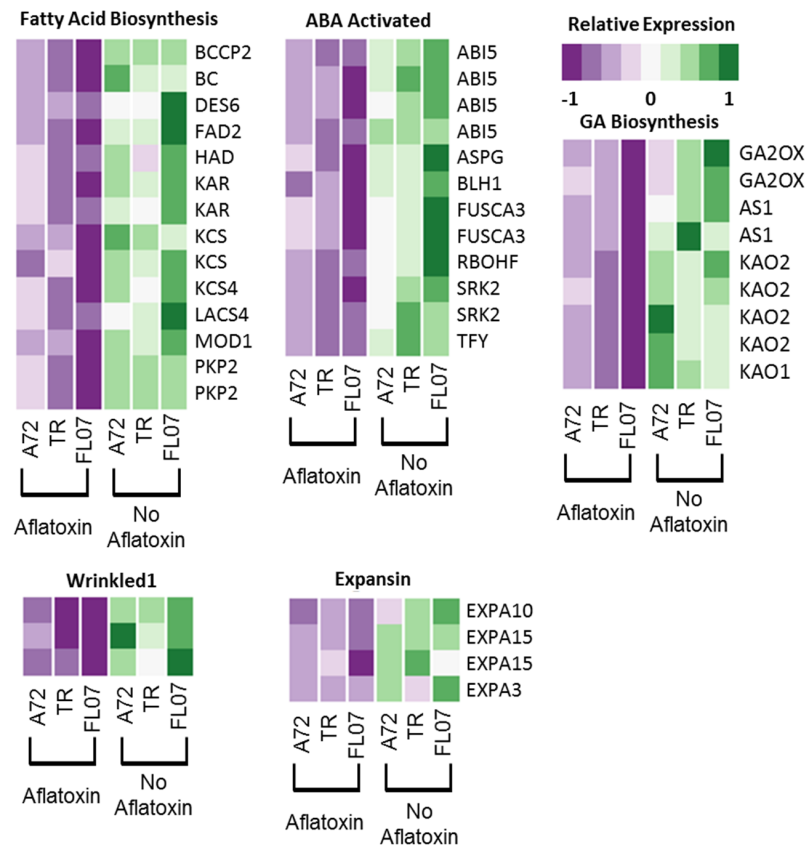 Fatty Acid Biosynthesis
BCCP2
BC
DES6
FAD2
HAD
KAR
KAR
KCS
KCS
KCS4
LACS4
MOD1
PKP2
PKP2
A72
TR
FL07
A72
TR
FL07
Aflatoxin
No
Aflatoxin
ABA Activated
ABI5
ABI5
ABI5
ABI5
ASPG
BLH1
FUSCA3
FUSCA3
RBOHF
SRK2
SRK2
TFY
A72
TR
FL07
A72
TR
FL07
Aflatoxin
No
Aflatoxin
Relative Expression
-1 0 1
GA Biosynthesis
GA2OX
GA2OX
AS1
AS1
KAO2
KAO2
KAO2
KAO2
KAO1
A72
TR
FL07
A72
TR
FL07
Aflatoxin
No
Aflatoxin
Wrinkled1
A72
TR
FL07
A72
TR
FL07
Aflatoxin
No
Aflatoxin
Expansin
EXPA10
EXPA15
EXPA15
EXPA3
A72
TR
FL07
A72
TR
FL07
Aflatoxin
No
Aflatoxin